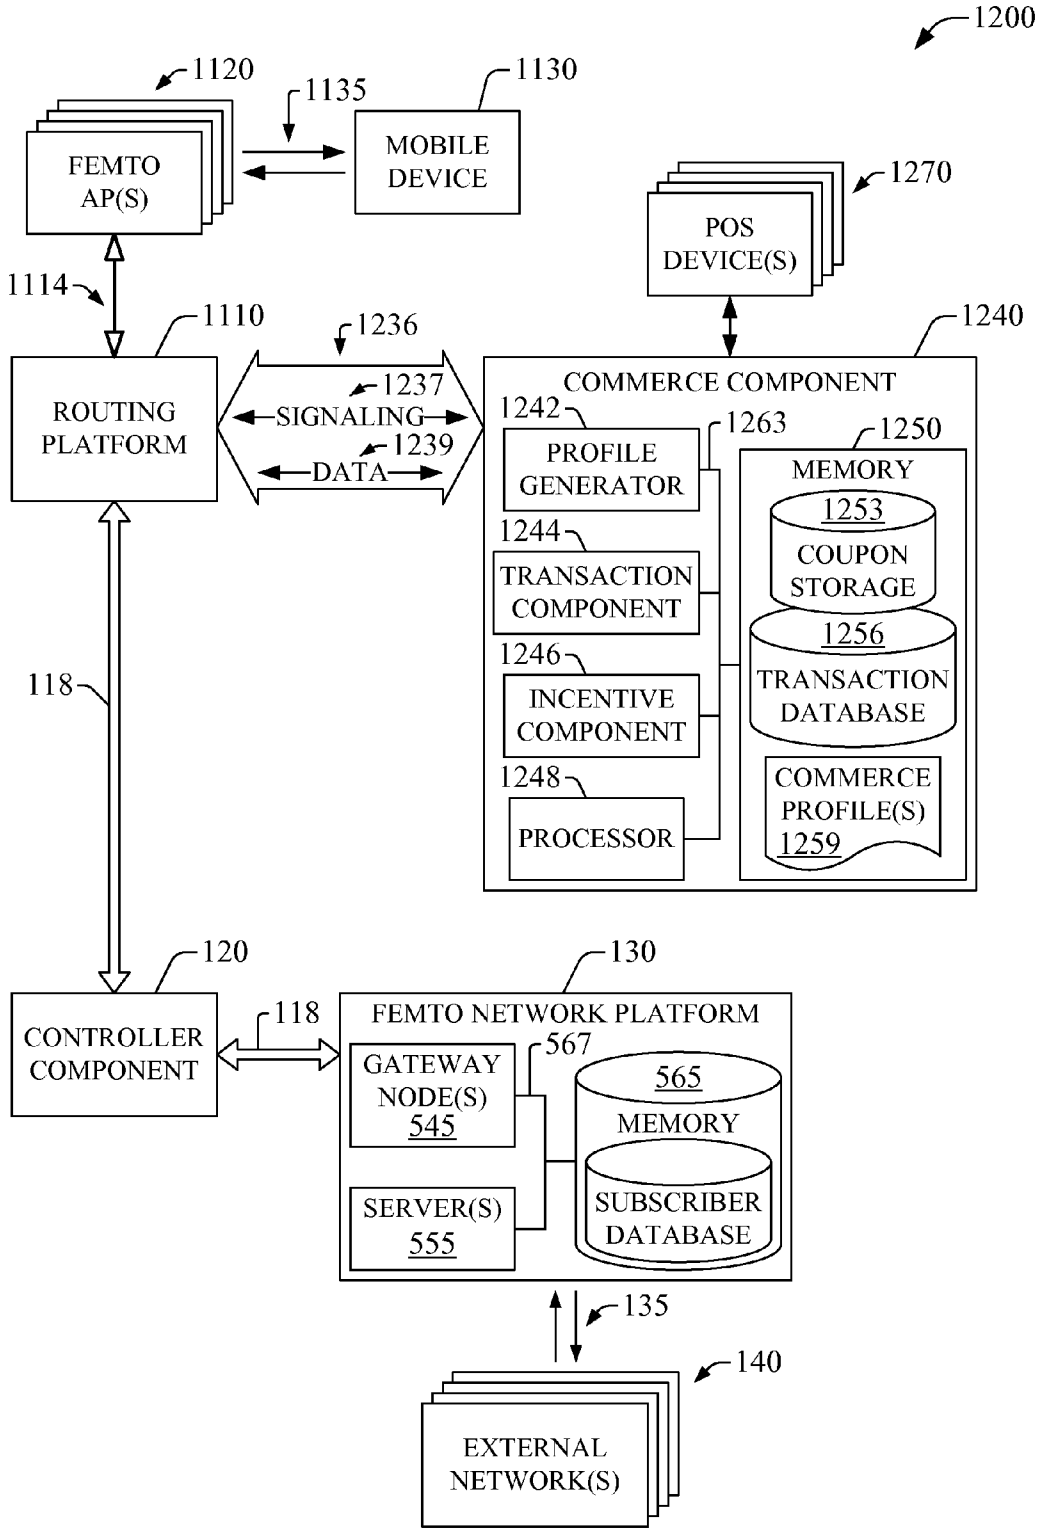 1200
1120
1135
1130
FEMTO
AP(S)
MOBILE
DEVICE
1270
POS
DEVICE(S)
1114
1110
1236
1240
ROUTING
PLATFORM
1237
SIGNALING
1239
DATA
COMMERCE COMPONENT
1242
1263
1250
PROFILE
GENERATOR
MEMORY
1253
COUPON
STORAGE
1244
TRANSACTION
COMPONENT
1256
TRANSACTION
DATABASE
1246
INCENTIVE
COMPONENT
1248
PROCESSOR
COMMERCE
PROFILE(S)
1259
118
120
130
CONTROLLER
COMPONENT
118
FEMTO NETWORK PLATFORM
567
GATEWAY
NODE(S)
545
565
MEMORY
SERVER(S)
555
SUBSCRIBER
DATABASE
135
140
EXTERNAL
NETWORK(S)